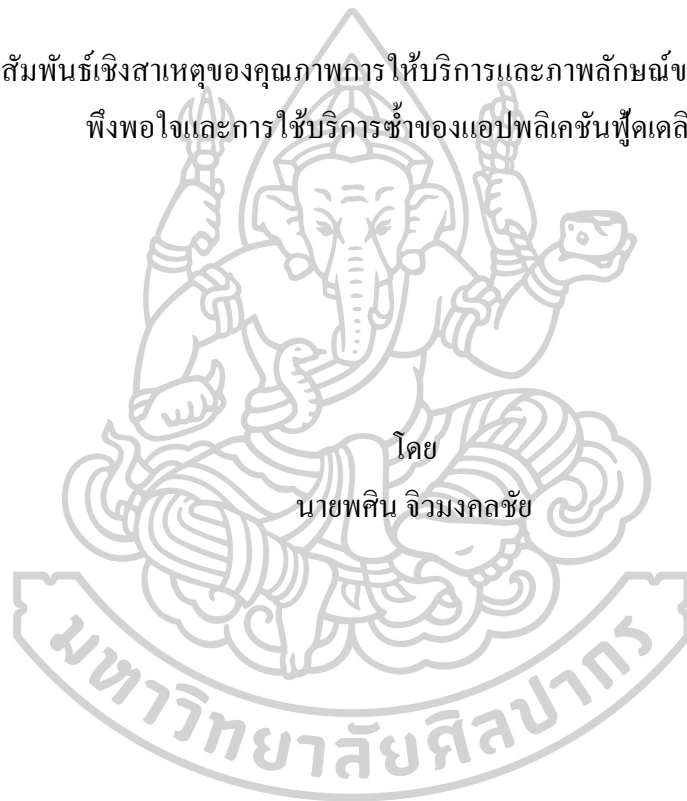 สัมพันธ์เชิงสาเหตุของคุณภาพการให้บริการและภาพลักษณ์ข
พึงพอใจและการใช้บริการซ้ำของแอปพลิเคชันฟู้ดเดลิ
โดย
นายพศิน จิวมงคลชัย
มหาวิทยาลัยศิลปากร